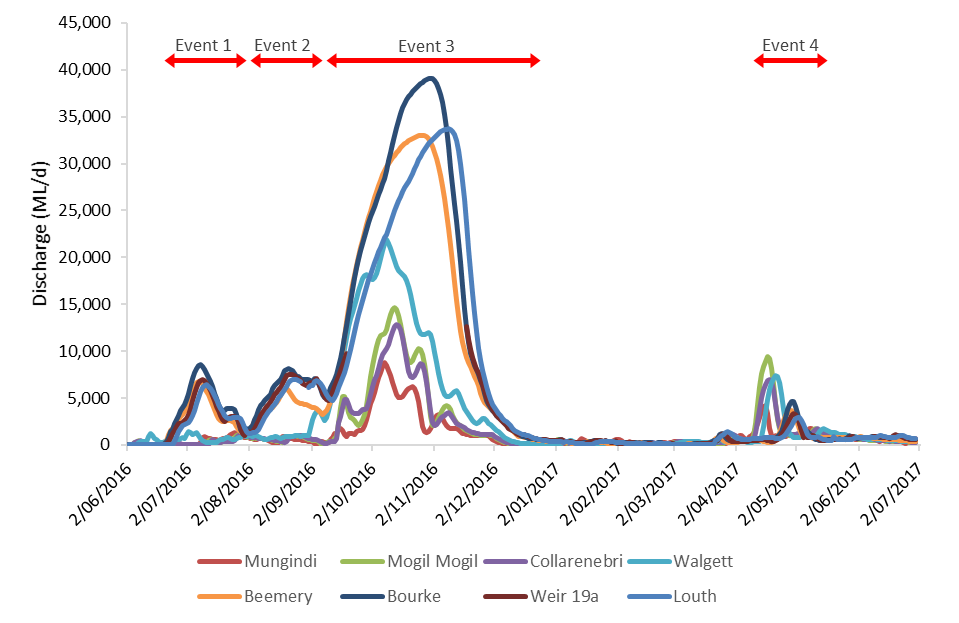 45,000
Event 1 Event 2 Event 3 Event 4
40,000
35,000
30,000
25,000
20,000
15,000
10,000
5,000
0
Discharge (ML/d)
2/06/2016 2/07/2016 2/08/2016 2/09/2016 2/10/2016 2/11/2016 2/12/2016 2/01/2017 2/02/2017 2/03/2017 2/04/2017 2/05/2017 2/06/2017 2/07/2017
Mungindi Mogil Mogil Collarenebri Walgett
Beemery Bourke Weir 19a Louth